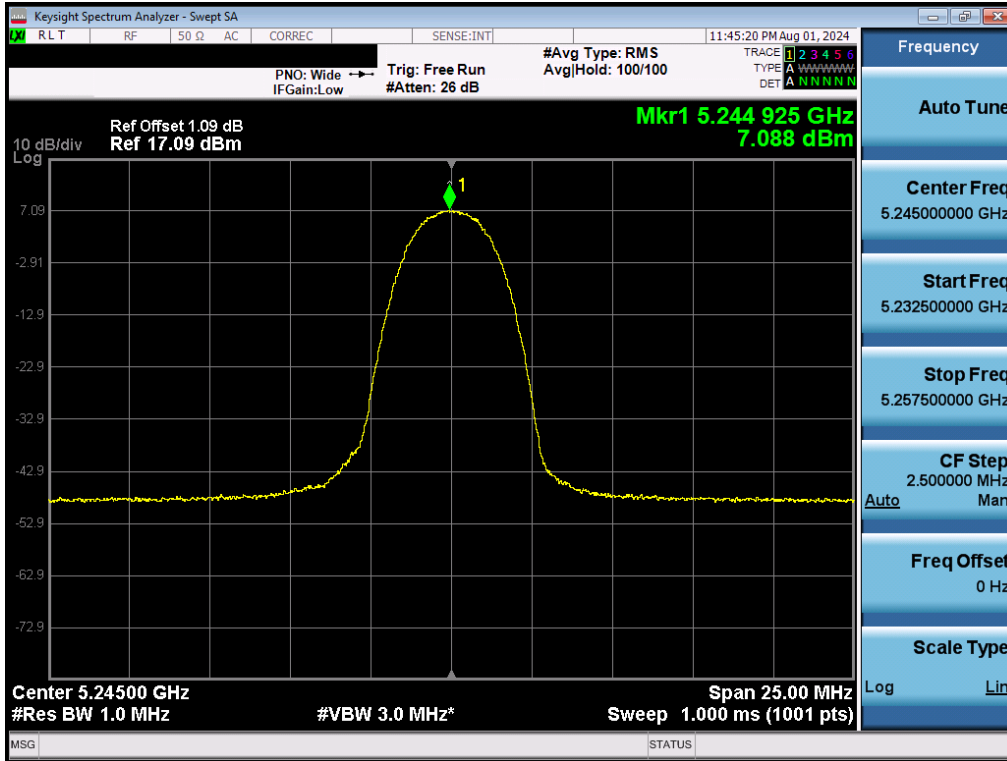 Keysight Spectrum Analyzer - Swept SA
LXI RLT RF 50 Ω AC CORREC SENSE:INT 11:45:20 PM Aug 01, 2024
PNO: Wide
IFGain:Low
Trig: Free Run
#Atten: 26 dB
#Avg Type: RMS
Avg|Hold: 100/100
TRACE 1 2 3 4 5 6
TYPE A WWWWW
DET A N N N N N
Mkr1 5.244 925 GHz
7.088 dBm
Ref Offset 1.09 dB
10 dB/div Ref 17.09 dBm
Log
1
7.09
-2.91
-12.9
-22.9
-32.9
-42.9
-52.9
-62.9
-72.9
Center 5.24500 GHz Span 25.00 MHz
#Res BW 1.0 MHz #VBW 3.0 MHz* Sweep 1.000 ms (1001 pts)
MSG STATUS
Frequency
Auto Tune
Center Freq
5.245000000 GHz
Start Freq
5.232500000 GHz
Stop Freq
5.257500000 GHz
CF Step
2.500000 MHz
Auto Man
Freq Offset
0 Hz
Scale Type
Log Lin